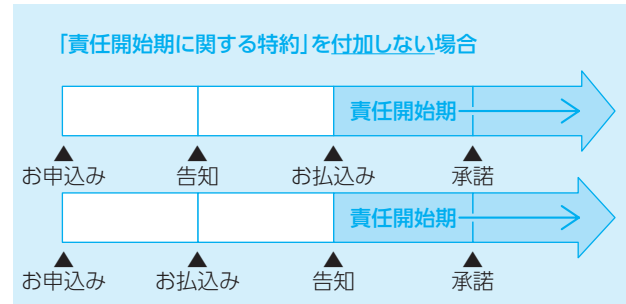 「責任開始期に関する特約」を付加しない場合
責任開始期
お申込み 告知 お払込み 承諾
責任開始期
お申込み お払込み 告知 承諾